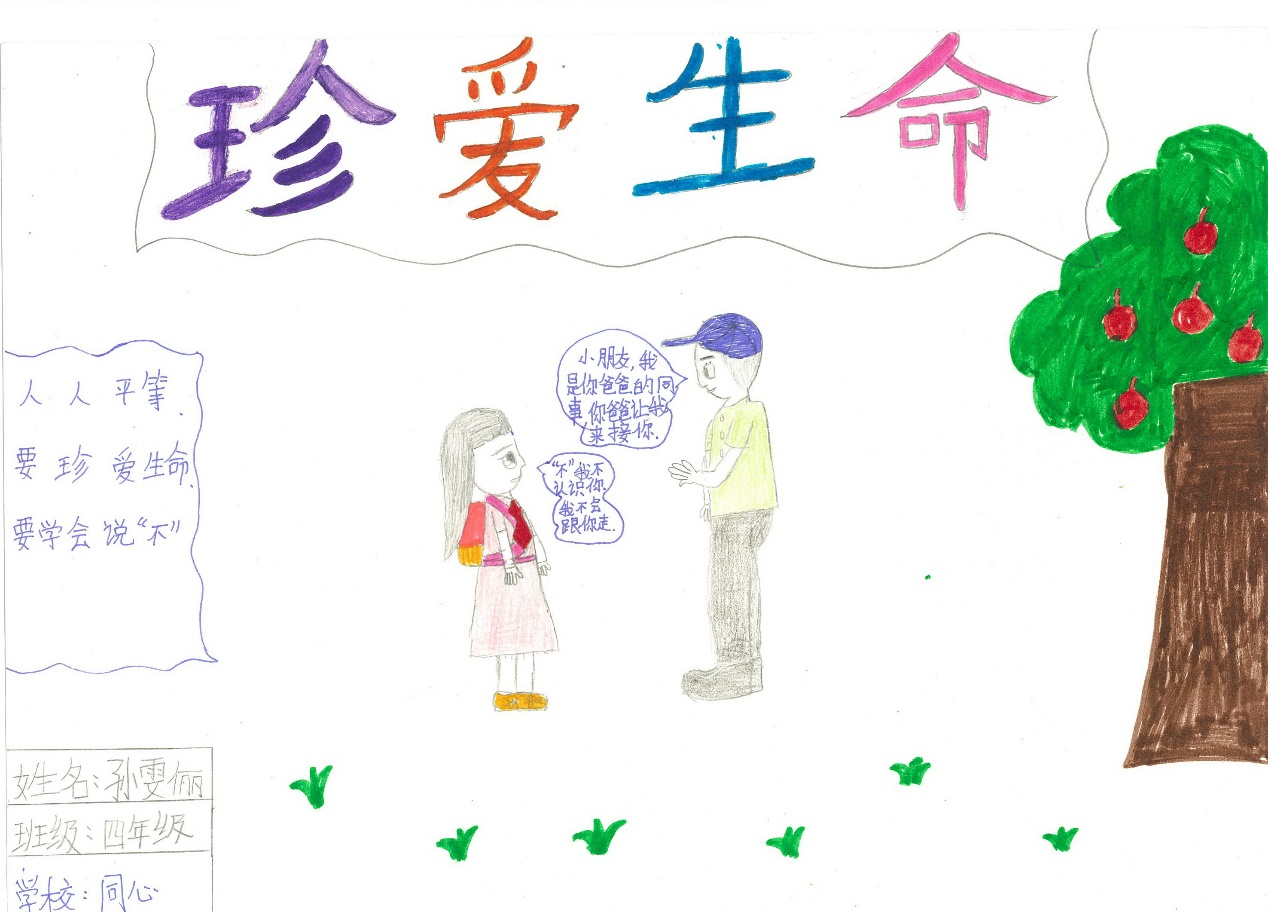 珍爱生命
人人平等.
要珍爱生命.
要学会说“不”
小朋友,我
是你爸爸的同
事,你爸爸让我
来接你.
“不”我不
认识你.
我不会
跟你走.
姓名:孙雯俪
班级:四年级
学校:同心